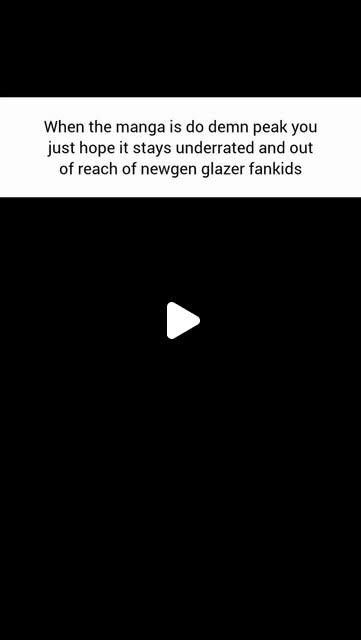 When the manga is do demn peak you
just hope it stays underrated and out
of reach of newgen glazer fankids